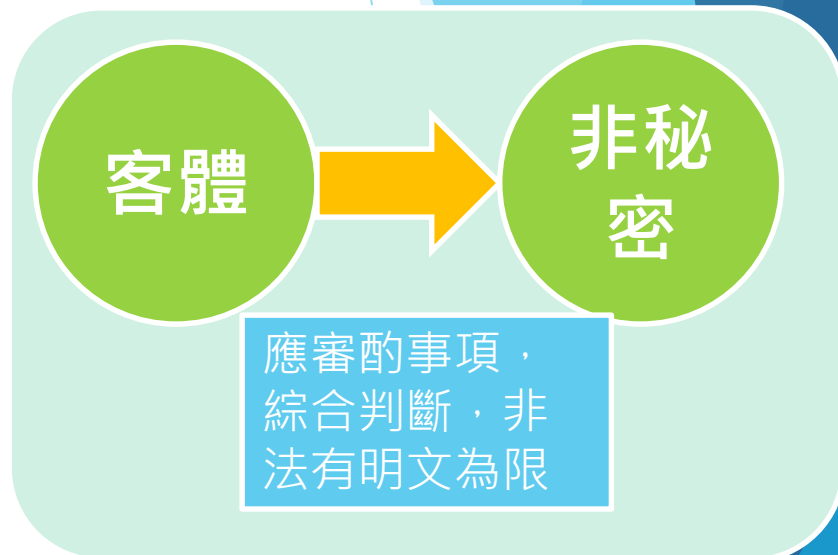 客體
非秘
密
應審酌事項，
綜合判斷，非
法有明文為限